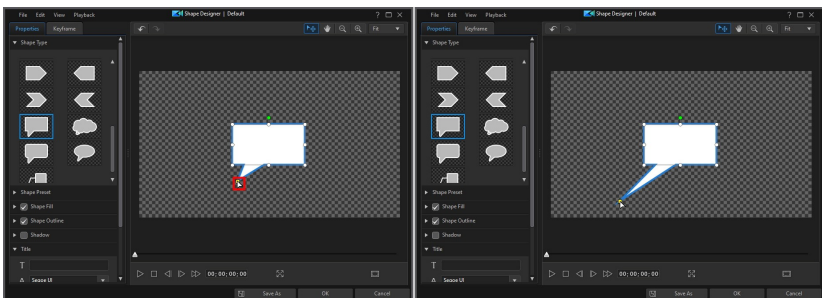 File Edit View Playback Shape Designer | Default ?
Properties Keyframe Fit
Shape Type
Shape Preset
Shape Fill
Shape Outline
Shadow
Title
T
00;00;00;00
A Segoe UI
Save As OK Cancel
File Edit View Playback Shape Designer | Default ?
Properties Keyframe Fit
Shape Type
Shape Preset
Shape Fill
Shape Outline
Shadow
Title
T
00;00;00;00
A Segoe UI
Save As OK Cancel